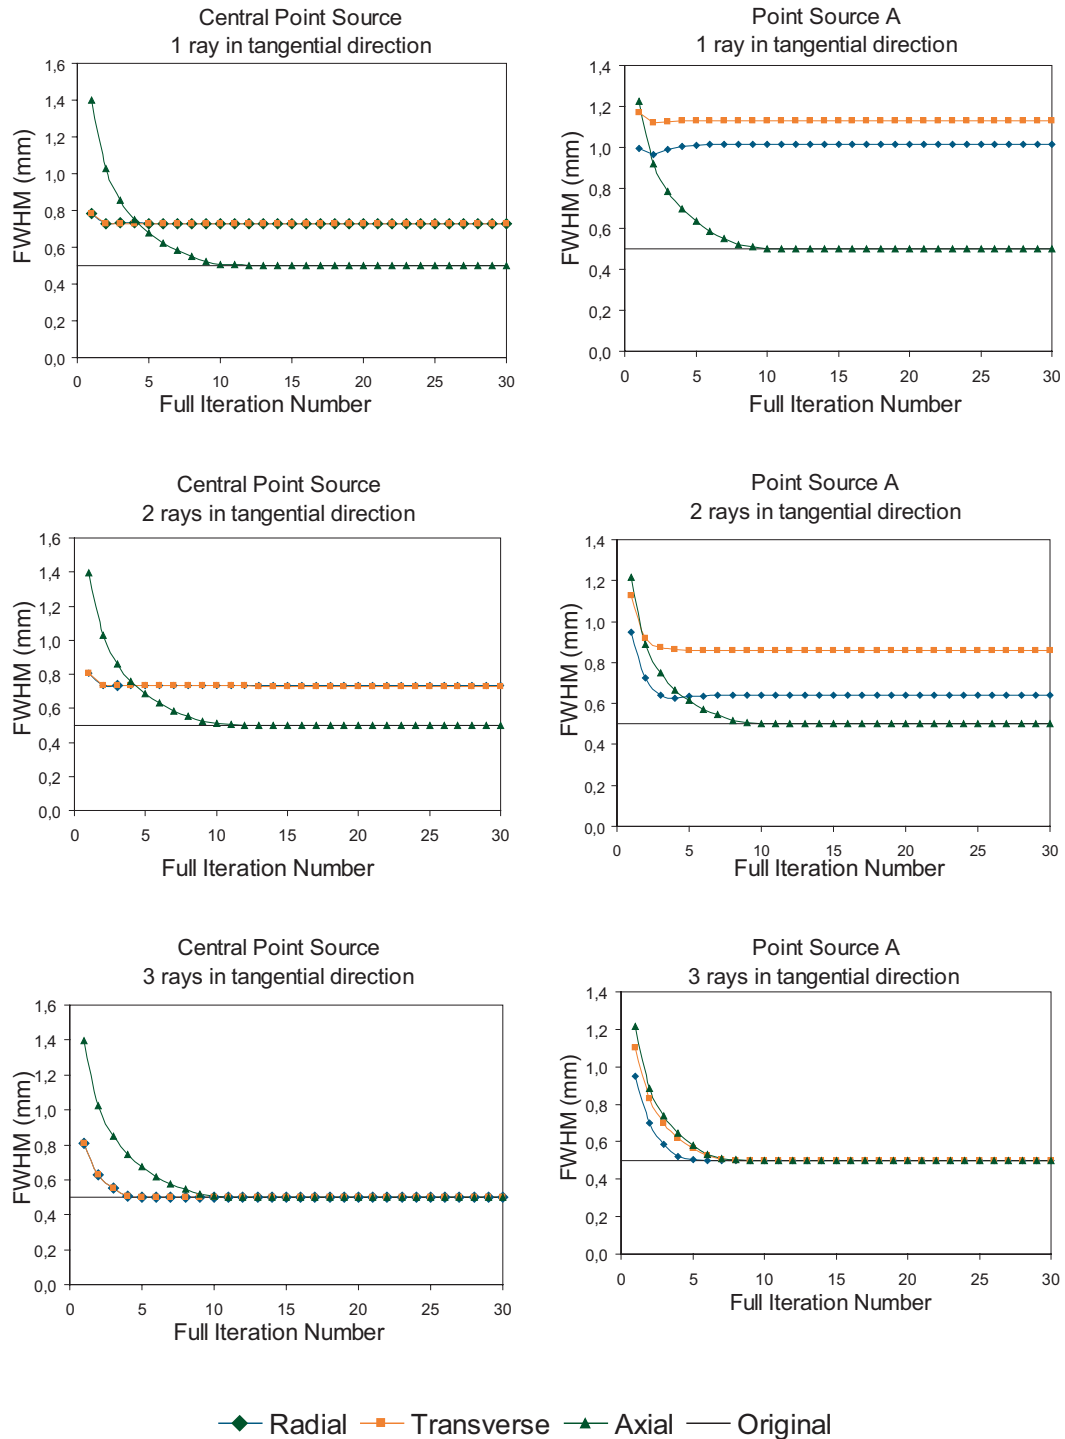 Central Point Source
1 ray in tangential direction
1,6
1,4
1,2
1,0
0,8
0,6
0,4
0,2
0,0
FWHM (mm)
0 5 10 15 20 25 30
Full Iteration Number
Point Source A
1 ray in tangential direction
1,4
1,2
1,0
0,8
0,6
0,4
0,2
0,0
FWHM (mm)
0 5 10 15 20 25 30
Full Iteration Number
Central Point Source
2 rays in tangential direction
1,6
1,4
1,2
1,0
0,8
0,6
0,4
0,2
0,0
FWHM (mm)
0 5 10 15 20 25 30
Full Iteration Number
Point Source A
2 rays in tangential direction
1,4
1,2
1,0
0,8
0,6
0,4
0,2
0,0
FWHM (mm)
0 5 10 15 20 25 30
Full Iteration Number
Central Point Source
3 rays in tangential direction
1,6
1,4
1,2
1,0
0,8
0,6
0,4
0,2
0,0
FWHM (mm)
0 5 10 15 20 25 30
Full Iteration Number
Point Source A
3 rays in tangential direction
1,4
1,2
1,0
0,8
0,6
0,4
0,2
0,0
FWHM (mm)
0 5 10 15 20 25 30
Full Iteration Number
Radial Transverse Axial Original